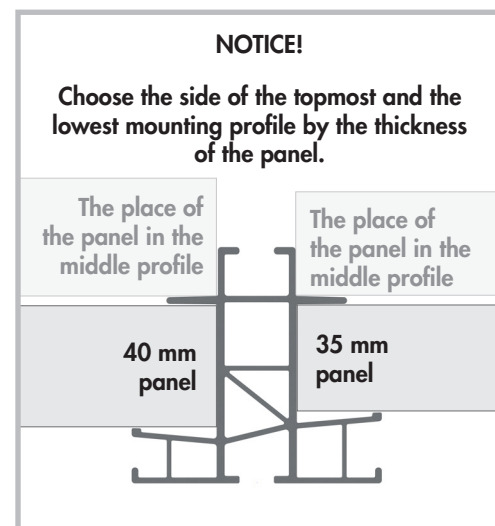 NOTICE!
Choose the side of the topmost and the
lowest mounting profile by the thickness
of the panel.
The place of
the panel in the
middle profile
The place of
the panel in the
middle profile
40 mm
panel
35 mm
panel